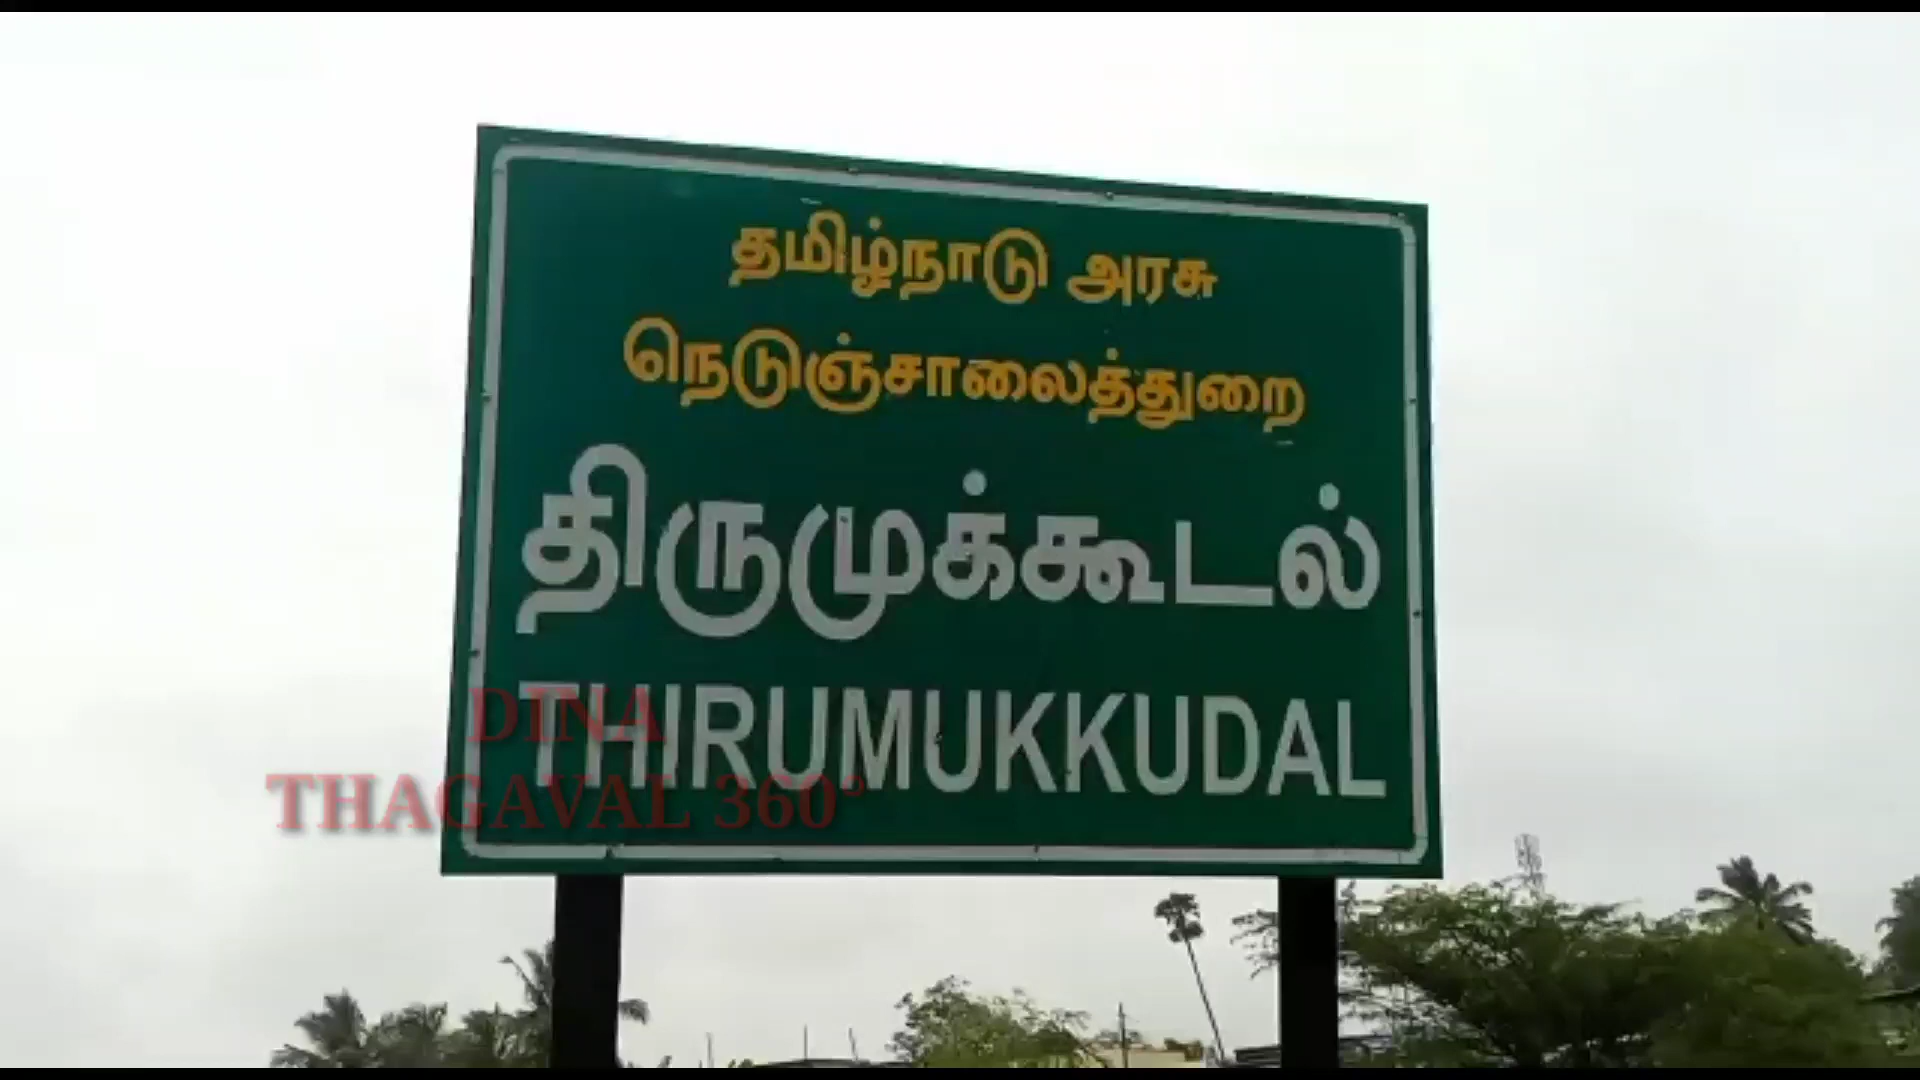 தமிழ்நாடு அரசு
நெடுஞ்சாலைத்துறை
திருமுக்கூடல்
THIRUMUKKUDAL
DINA
THAGAVAL 360°